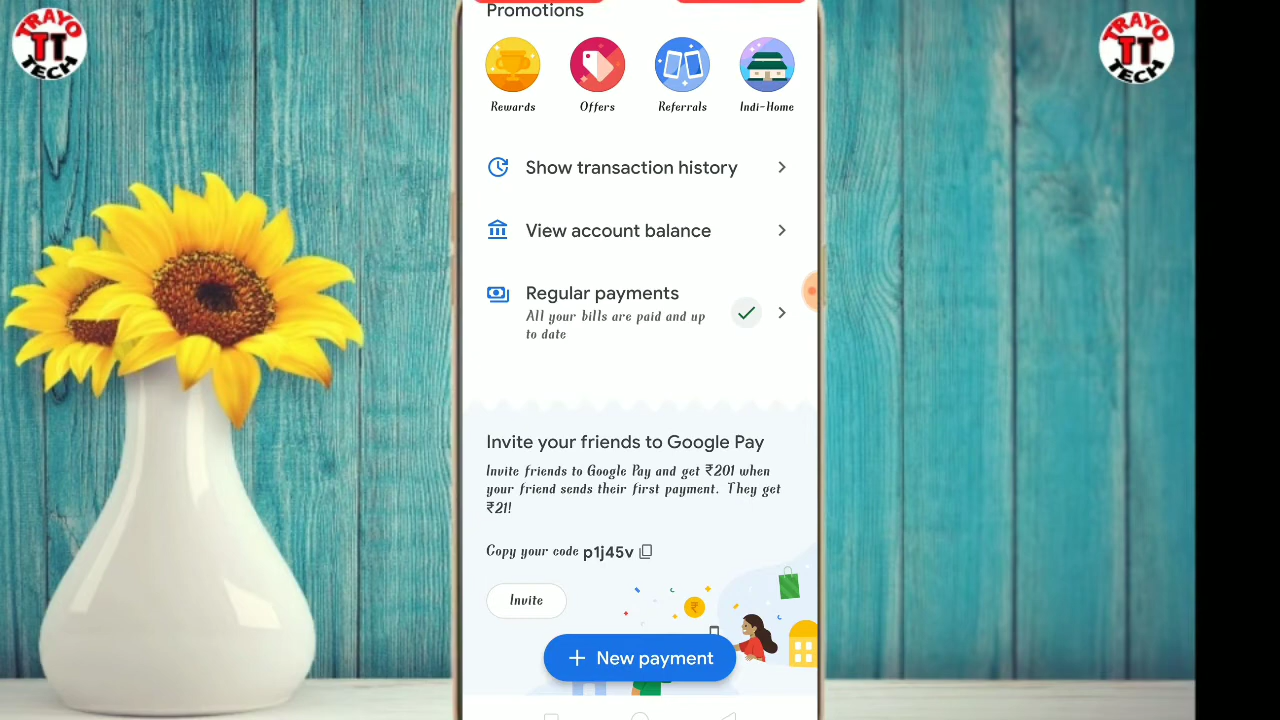 TRAYO
TT
TECH
TRAYO
TT
TECH
Promotions
Rewards
Offers
Referrals
Indi-Home
Show transaction history
View account balance
Regular payments
All your bills are paid and up
to date
Invite your friends to Google Pay
Invite friends to Google Pay and get ₹201 when
your friend sends their first payment. They get
₹21!
Copy your code p1j45v
Invite
₹
+ New payment